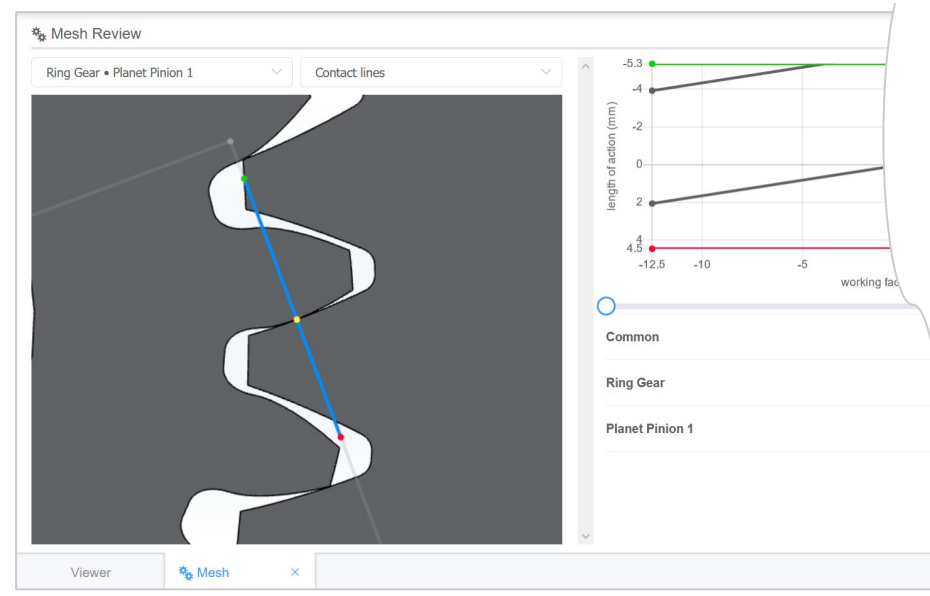 Mesh Review
Ring Gear • Planet Pinion 1
Contact lines
-5.3
-4
-2
0
2
4
4.5
length of action (mm)
-12.5 -10 -5
working
Common
Ring Gear
Planet Pinion 1
Viewer
Mesh ×